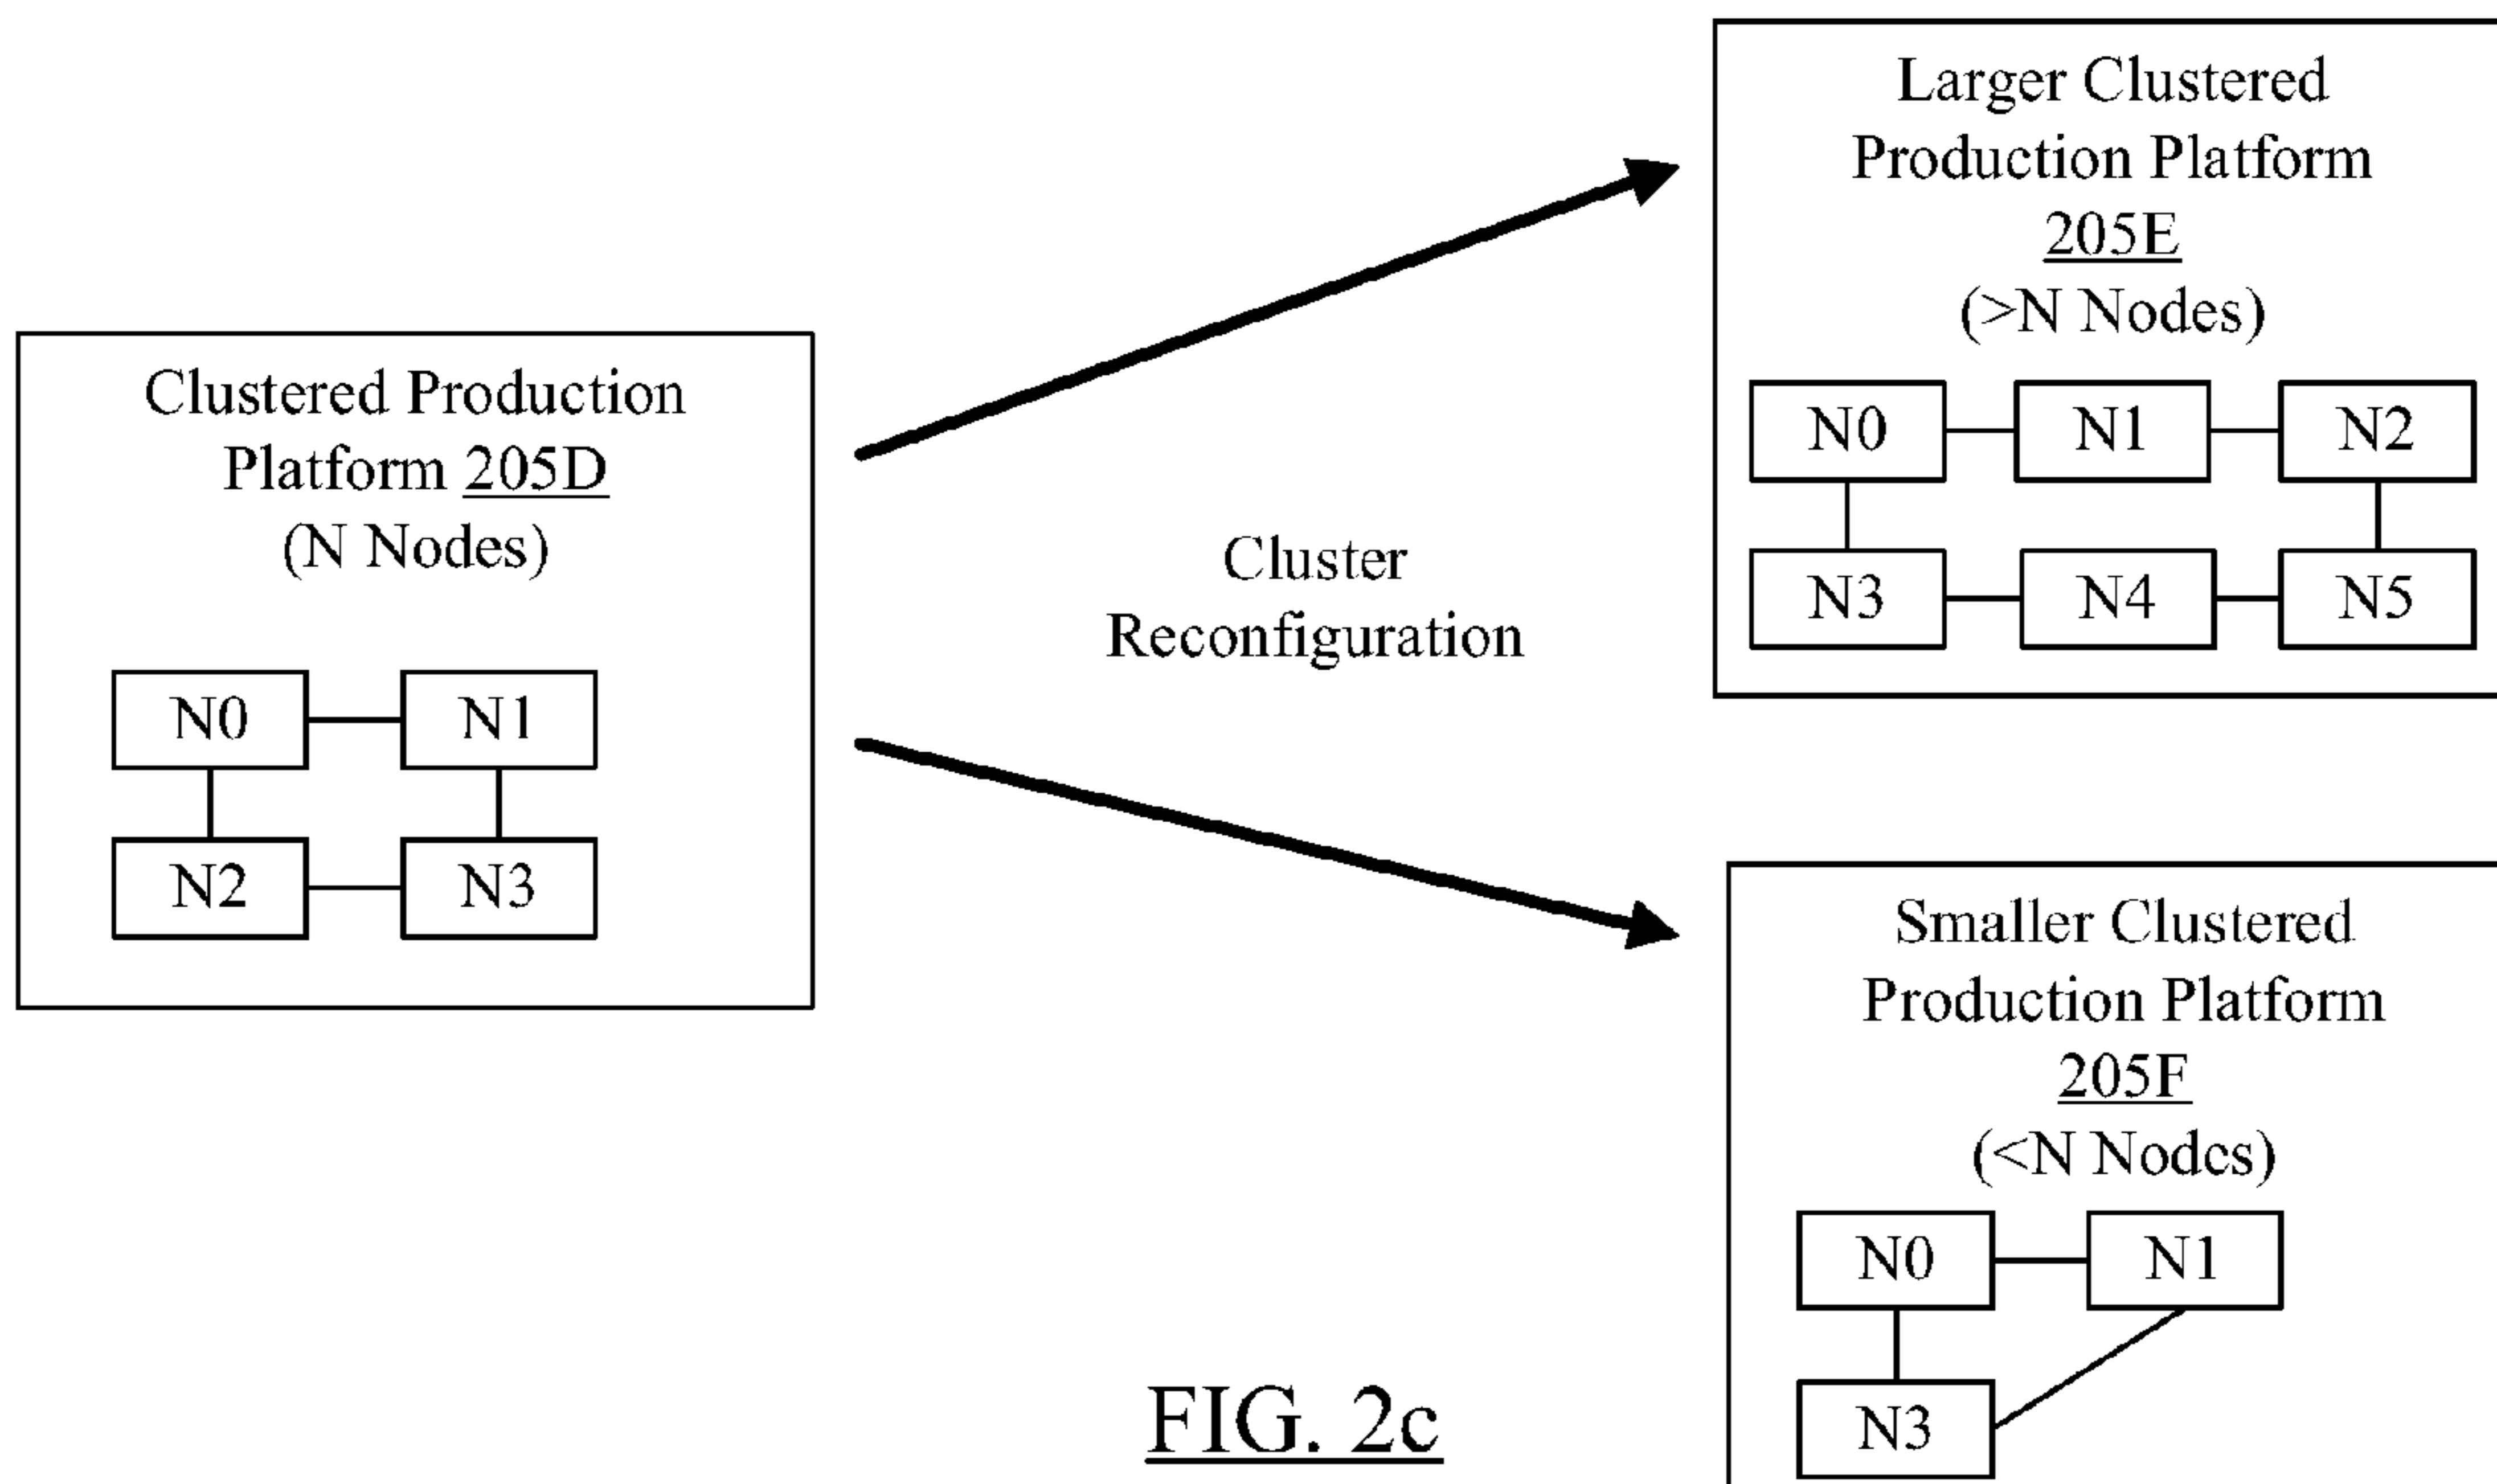 Clustered Production
Platform 205D
(N Nodes)
N0 N1
N2 N3
Cluster
Reconfiguration
Larger Clustered
Production Platform
205E
(>N Nodes)
N0 N1 N2
N3 N4 N5
Smaller Clustered
Production Platform
205F
(<N Nodes)
N0 N1
N3
FIG. 2c